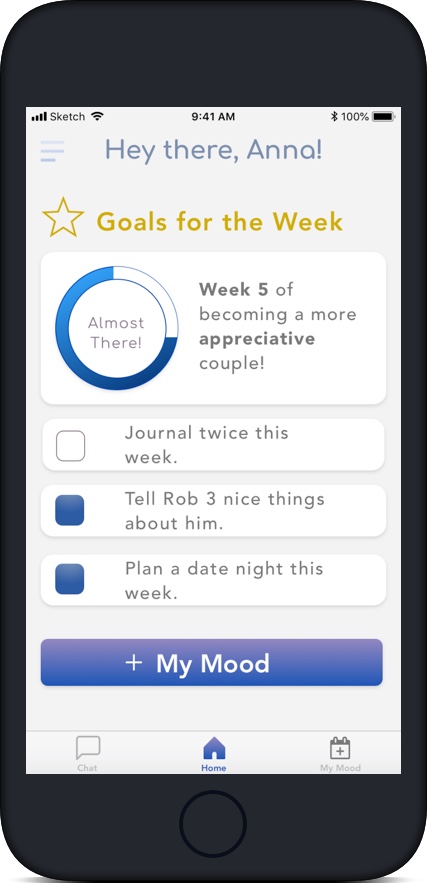 Sketch 9:41 AM 100%
Hey there, Anna!
Goals for the Week
Almost
There!
Week 5 of
becoming a more
appreciative
couple!
Journal twice this
week.
Tell Rob 3 nice things
about him.
Plan a date night this
week.
+ My Mood
Chat Home My Mood